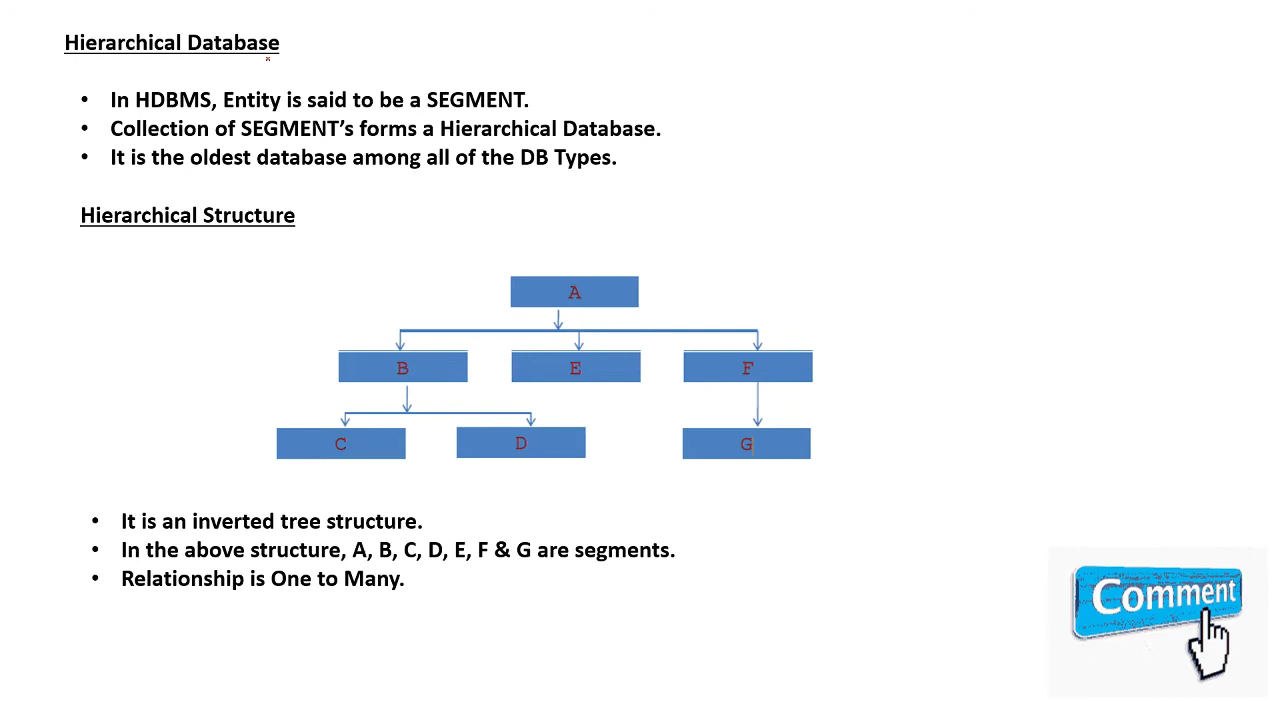 Hierarchical Database
• In HDBMS, Entity is said to be a SEGMENT.
• Collection of SEGMENT’s forms a Hierarchical Database.
• It is the oldest database among all of the DB Types.
Hierarchical Structure
A
B E F
C D G
• It is an inverted tree structure.
• In the above structure, A, B, C, D, E, F & G are segments.
• Relationship is One to Many.
Comment